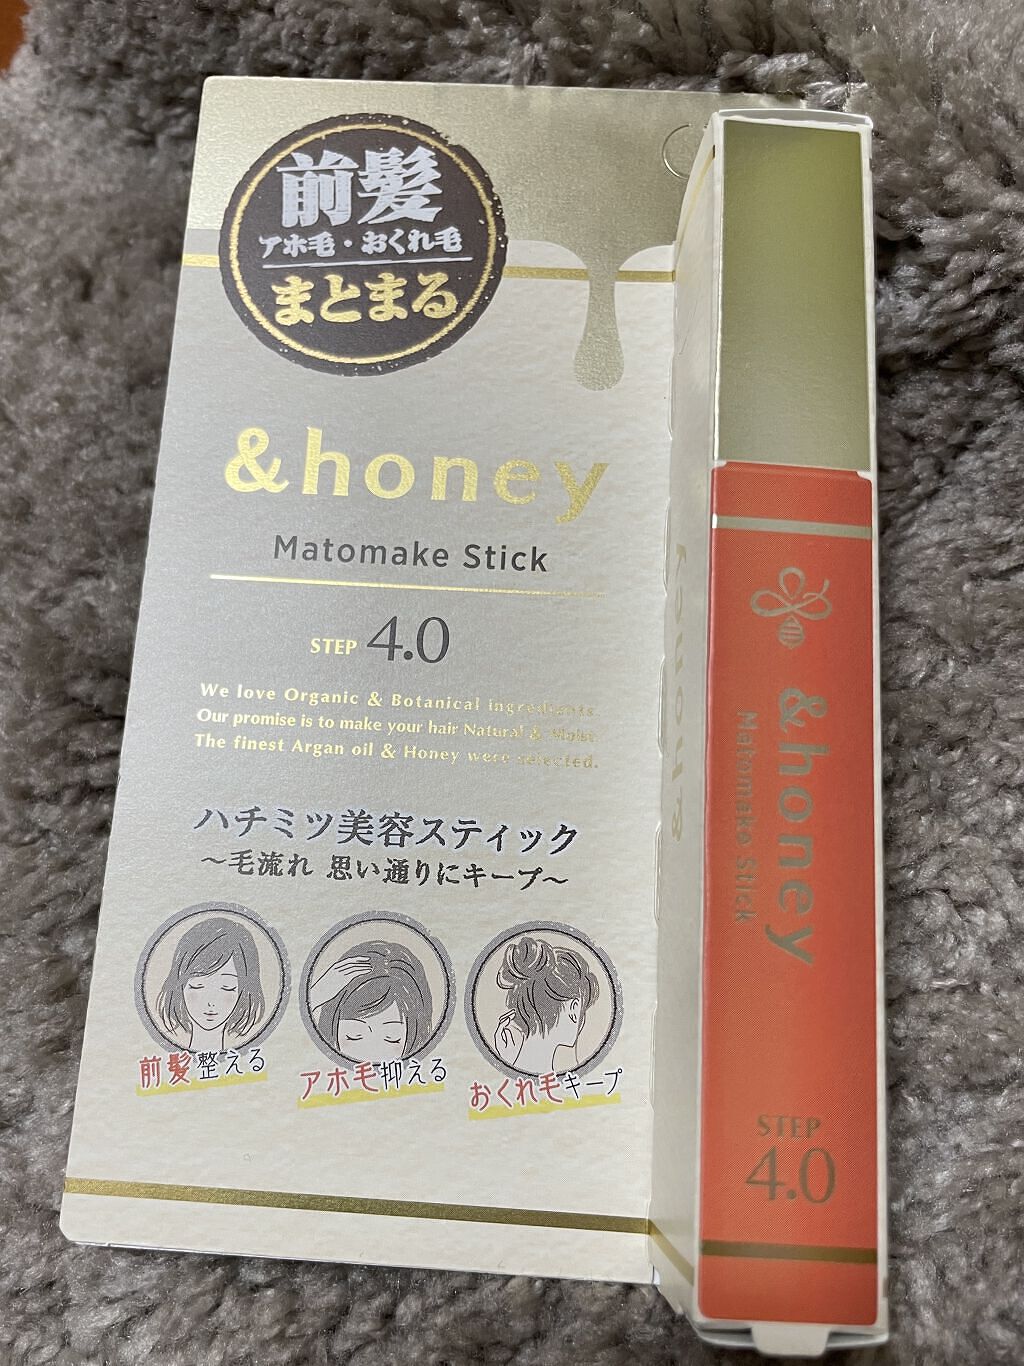 前髪
アホ毛・おくれ毛
まとまる
&honey
Matomake Stick
STEP 4.0
We love Organic & Botanical ingredients.
Our promise is to make your hair Natural & Moist.
The finest Argan oil & Honey were selected.
ハチミツ美容スティック
～毛流れ 思い通りにキープ～
前髪整える
アホ毛抑える
おくれ毛キープ
&honey
&honey
Matomake Stick
STEP
4.0